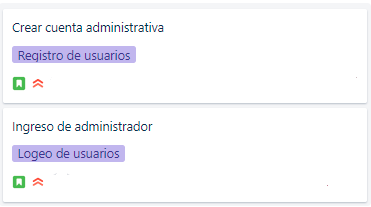 Crear cuenta administrativa
Registro de usuarios
Ingreso de administrador
Logeo de usuarios